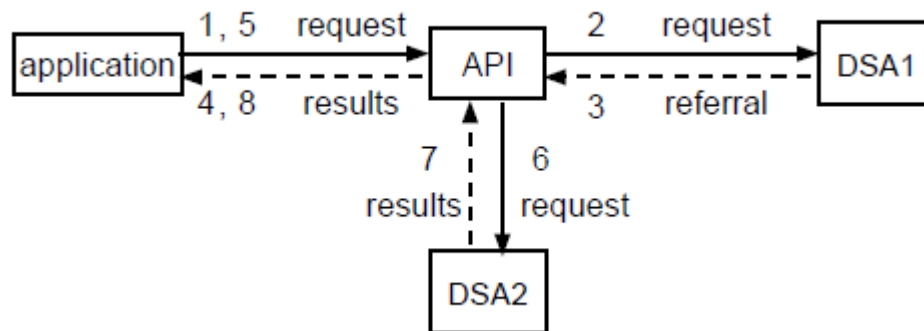 1, 5 request
2 request
application
API
DSA1
4, 8 results
3 referral
7
6
results
request
DSA2